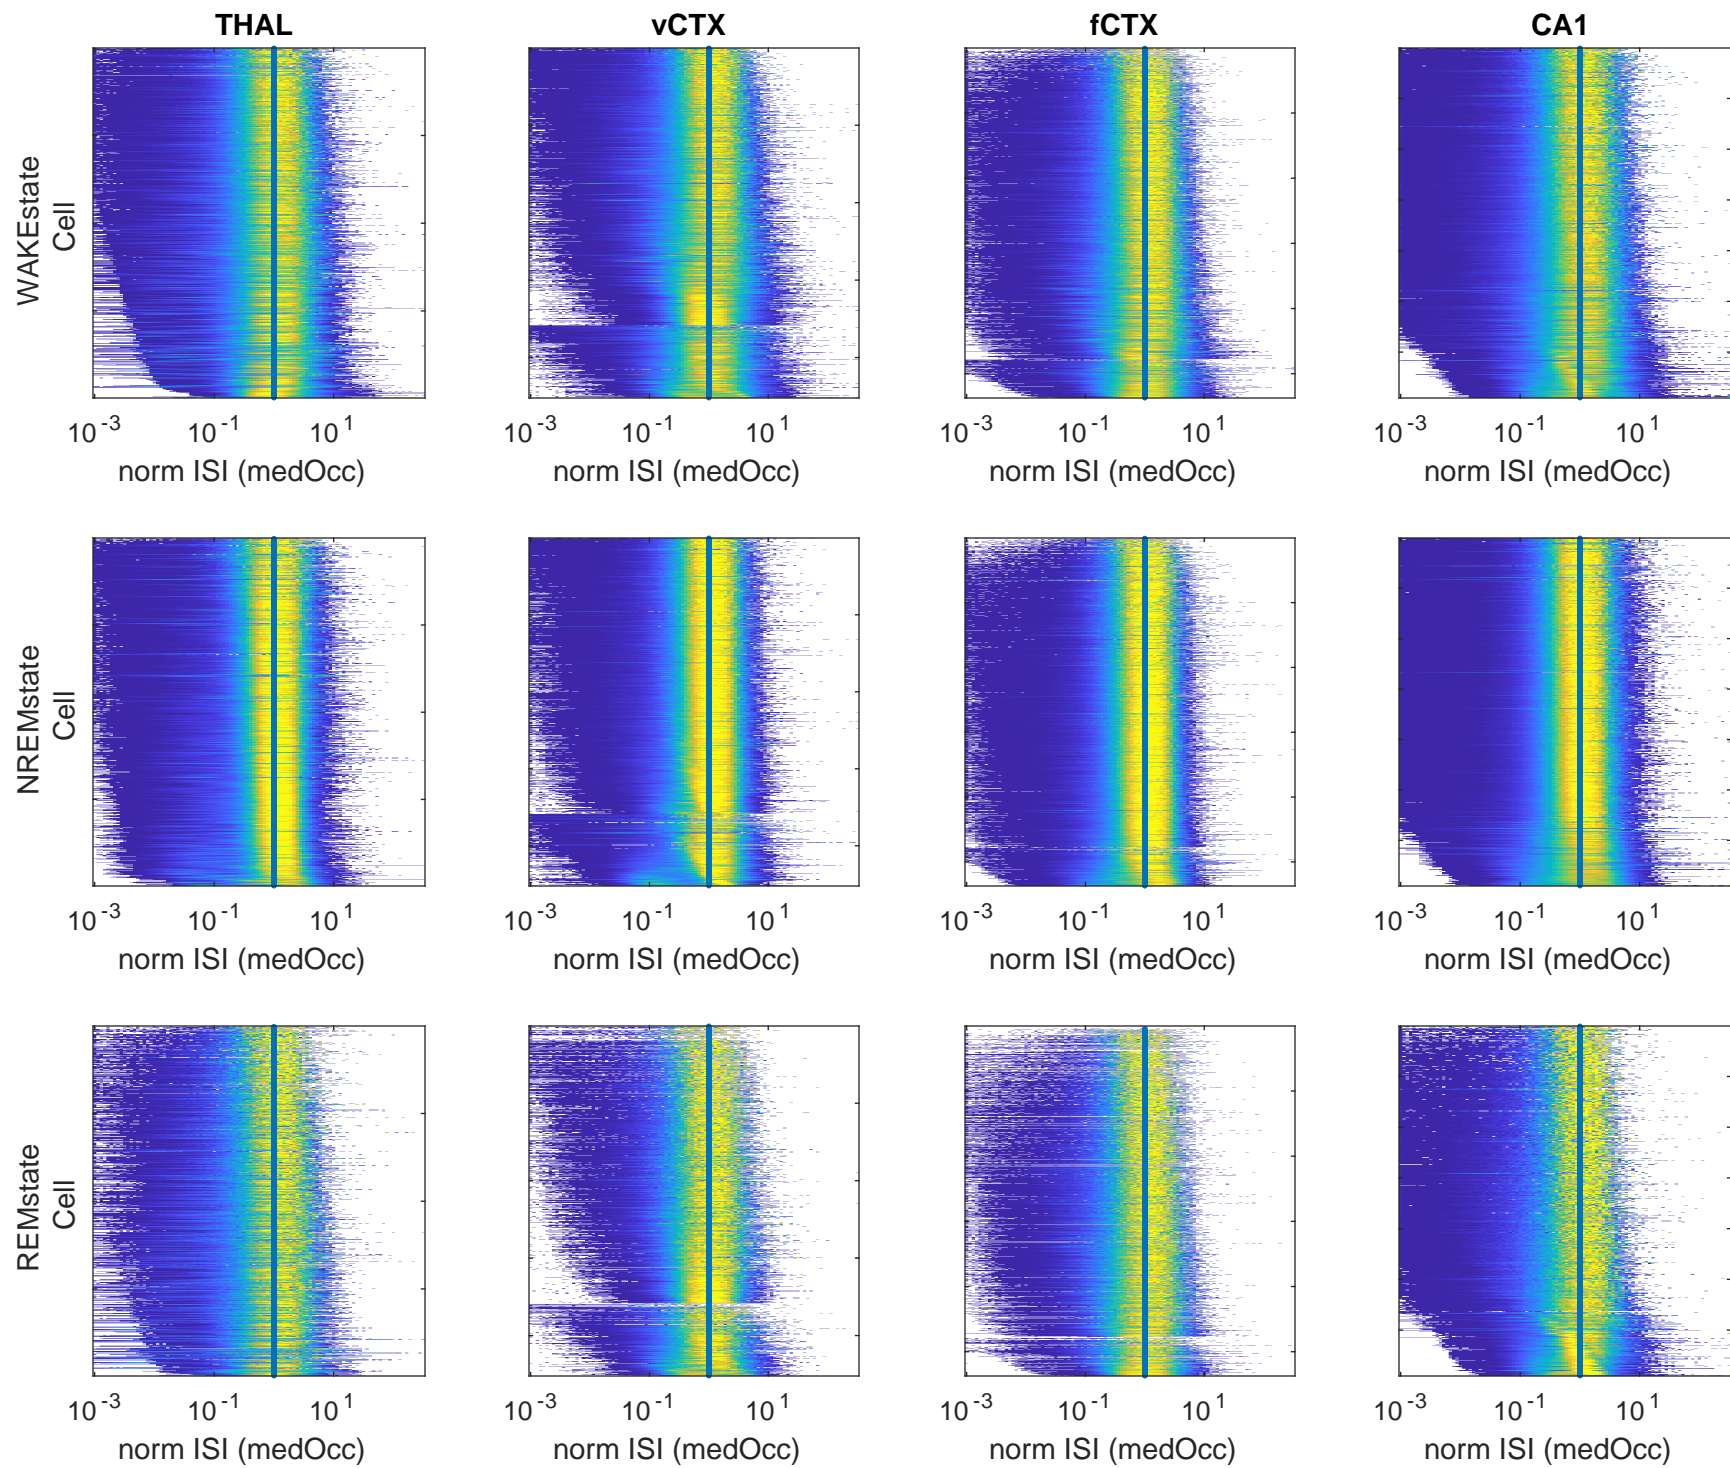 THAL vCTX fCTX CA1
WAKEstate
Cell
10^-3 10^-1 10^1 10^-3 10^-1 10^1 10^-3 10^-1 10^1 10^-3 10^-1 10^1
norm ISI (medOcc) norm ISI (medOcc) norm ISI (medOcc) norm ISI (medOcc)
NREMstate
Cell
10^-3 10^-1 10^1 10^-3 10^-1 10^1 10^-3 10^-1 10^1 10^-3 10^-1 10^1
norm ISI (medOcc) norm ISI (medOcc) norm ISI (medOcc) norm ISI (medOcc)
REMstate
Cell
10^-3 10^-1 10^1 10^-3 10^-1 10^1 10^-3 10^-1 10^1 10^-3 10^-1 10^1
norm ISI (medOcc) norm ISI (medOcc) norm ISI (medOcc) norm ISI (medOcc)